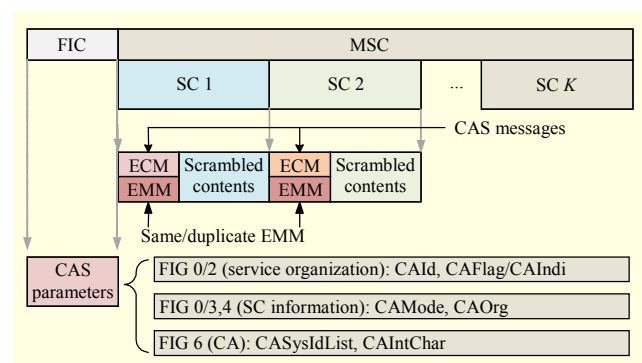 FIC MSC
SC 1 SC 2 ... SC K
CAS messages
ECM Scrambled contents ECM Scrambled contents
EMM EMM
Same/duplicate EMM
CAS parameters
FIG 0/2 (service organization): CAId, CAFlag/CAIndi
FIG 0/3,4 (SC information): CAMode, CAOrg
FIG 6 (CA): CASysIdList, CAIntChar